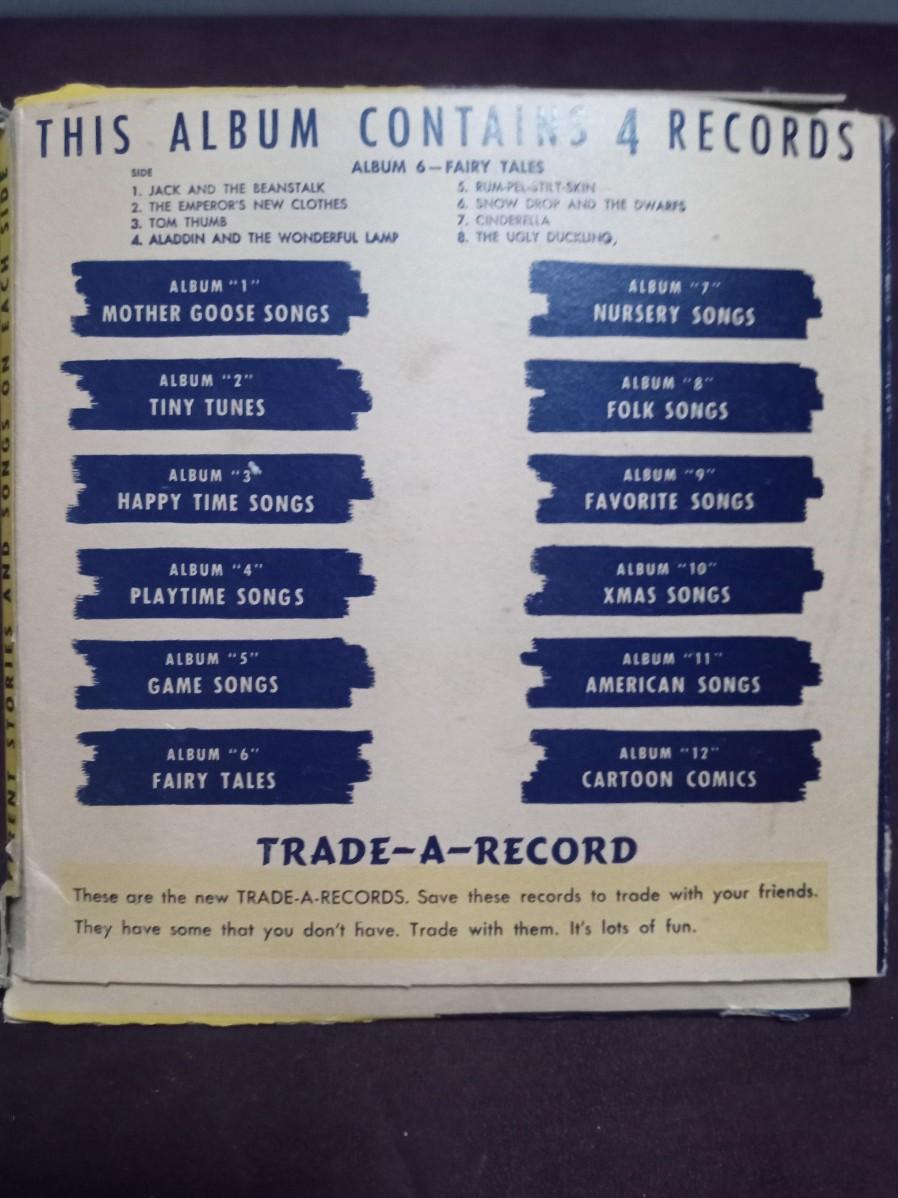 THIS ALBUM CONTAINS 4 RECORDS
ALBUM 6—FAIRY TALES
SIDE
1. JACK AND THE BEANSTALK
2. THE EMPEROR'S NEW CLOTHES
3. TOM THUMB
4. ALADDIN AND THE WONDERFUL LAMP
5. RUM-PEL-STILT-SKIN
6. SNOW DROP AND THE DWARFS
7. CINDERELLA
8. THE UGLY DUCKLING,
ALBUM "1"
MOTHER GOOSE SONGS
ALBUM "2"
TINY TUNES
ALBUM "3"
HAPPY TIME SONGS
ALBUM "4"
PLAYTIME SONGS
ALBUM "5"
GAME SONGS
ALBUM "6"
FAIRY TALES
ALBUM "7"
NURSERY SONGS
ALBUM "8"
FOLK SONGS
ALBUM "9"
FAVORITE SONGS
ALBUM "10"
XMAS SONGS
ALBUM "11"
AMERICAN SONGS
ALBUM "12"
CARTOON COMICS
TRADE-A-RECORD
These are the new TRADE-A-RECORDS. Save these records to trade with your friends.
They have some that you don't have. Trade with them. It's lots of fun.
STORIES AND SONGS ON EACH SIDE